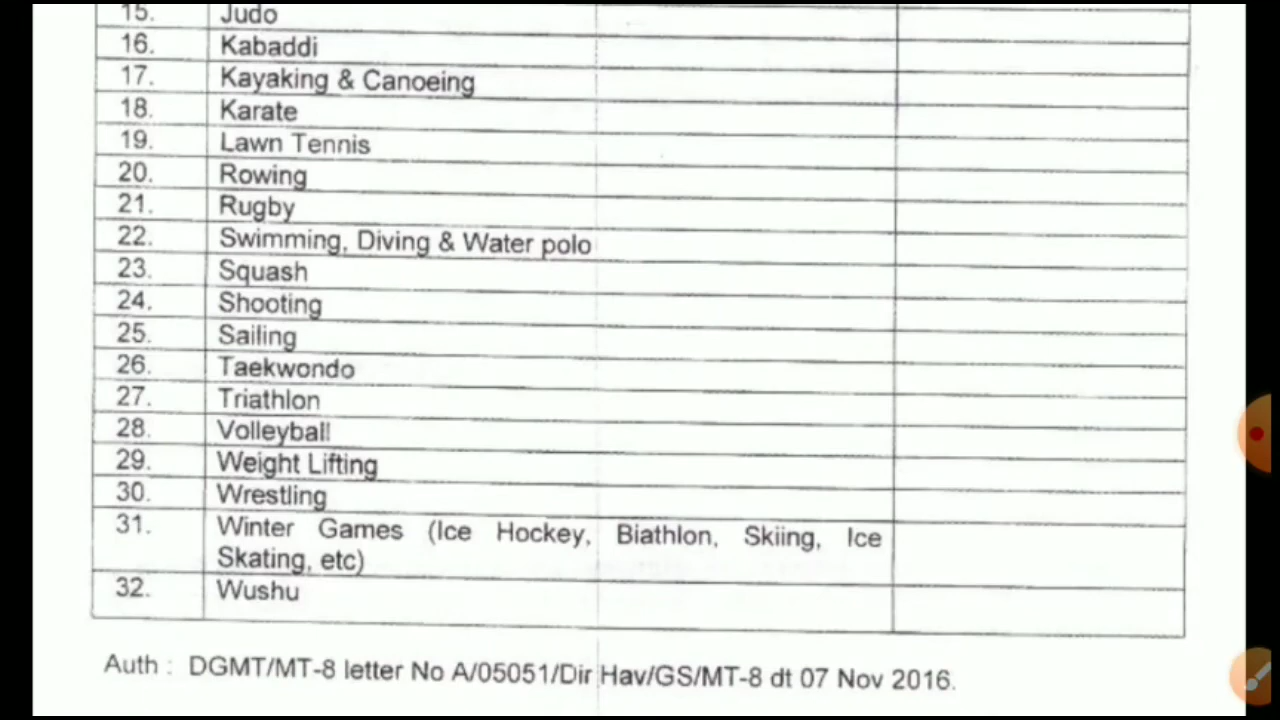 15. Judo
16. Kabaddi
17. Kayaking & Canoeing
18. Karate
19. Lawn Tennis
20. Rowing
21. Rugby
22. Swimming, Diving & Water polo
23. Squash
24. Shooting
25. Sailing
26. Taekwondo
27. Triathlon
28. Volleyball
29. Weight Lifting
30. Wrestling
31. Winter Games (Ice Hockey, Biathlon, Skiing, Ice
Skating, etc)
32. Wushu
Auth : DGMT/MT-8 letter No A/05051/Dir Hav/GS/MT-8 dt 07 Nov 2016.